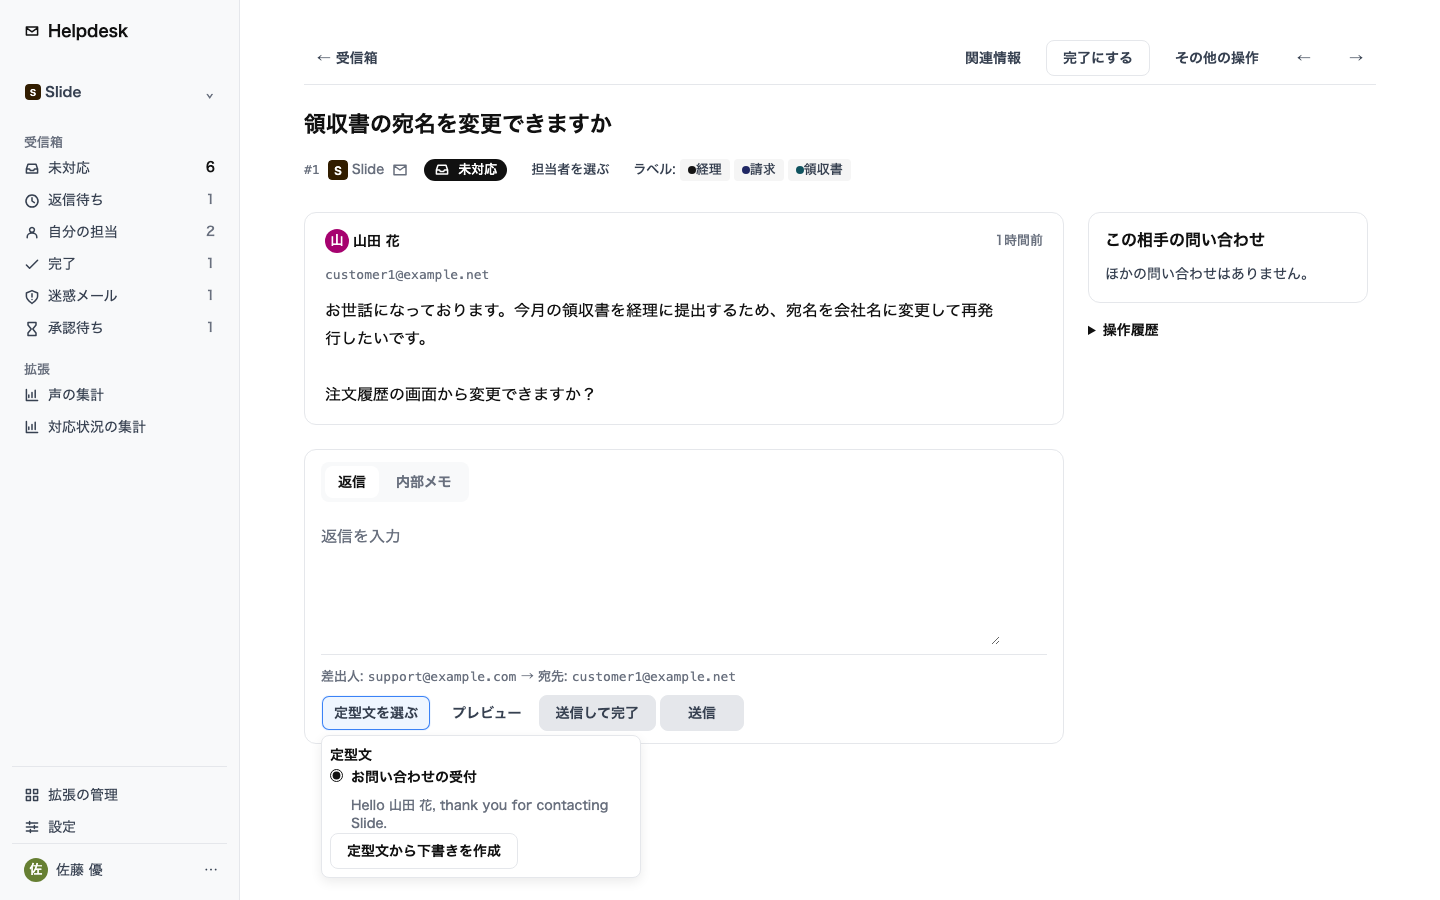 Helpdesk
S Slide
受信箱
未対応 6
返信待ち 1
自分の担当 2
完了 1
迷惑メール 1
承認待ち 1
拡張
声の集計
対応状況の集計
拡張の管理
設定
佐 佐藤 優 …
← 受信箱
関連情報 完了にする その他の操作 ← →
領収書の宛名を変更できますか
#1 S Slide 未対応 担当者を選ぶ ラベル: 経理 請求 領収書
山 山田 花 1時間前
customer1@example.net
お世話になっております。今月の領収書を経理に提出するため、宛名を会社名に変更して再発
行したいです。
注文履歴の画面から変更できますか？
この相手の問い合わせ
ほかの問い合わせはありません。
操作履歴
返信 内部メモ
返信を入力
差出人: support@example.com → 宛先: customer1@example.net
定型文を選ぶ プレビュー 送信して完了 送信
定型文
お問い合わせの受付
Hello 山田 花, thank you for contacting
Slide.
定型文から下書きを作成